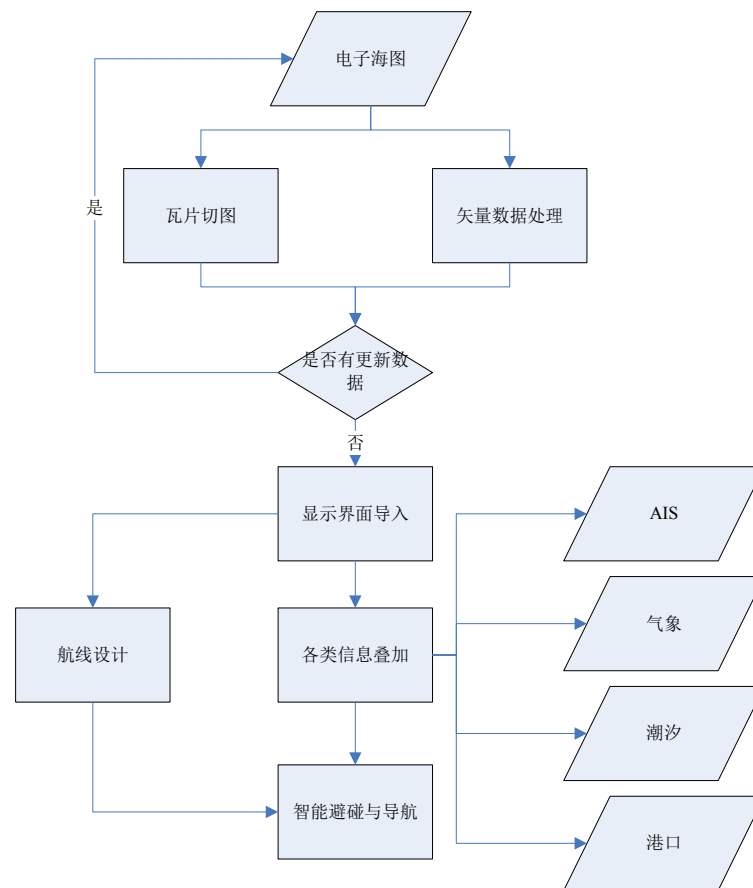 电子海图
瓦片切图
矢量数据处理
是
是否有更新数
据
否
显示界面导入
AIS
航线设计
各类信息叠加
气象
潮汐
智能避碰与导航
港口